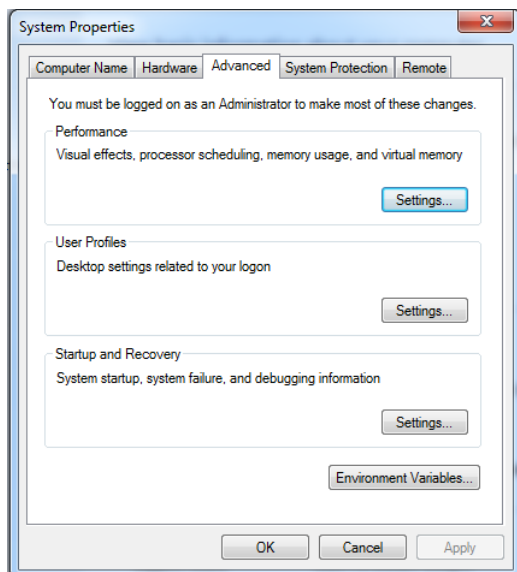 System Properties
Computer Name Hardware Advanced System Protection Remote
You must be logged on as an Administrator to make most of these changes.
Performance
Visual effects, processor scheduling, memory usage, and virtual memory
Settings...
User Profiles
Desktop settings related to your logon
Settings...
Startup and Recovery
System startup, system failure, and debugging information
Settings...
Environment Variables...
OK Cancel Apply